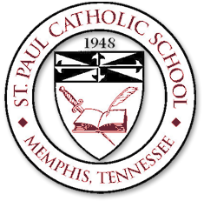 ST. PAUL CATHOLIC SCHOOL
1948
MEMPHIS, TENNESSEE